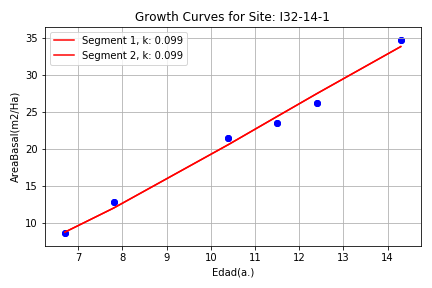 Growth Curves for Site: I32-14-1
Segment 1, k: 0.099
Segment 2, k: 0.099
AreaBasal(m2/Ha)
35
30
25
20
15
10
7 8 9 10 11 12 13 14
Edad(a.)